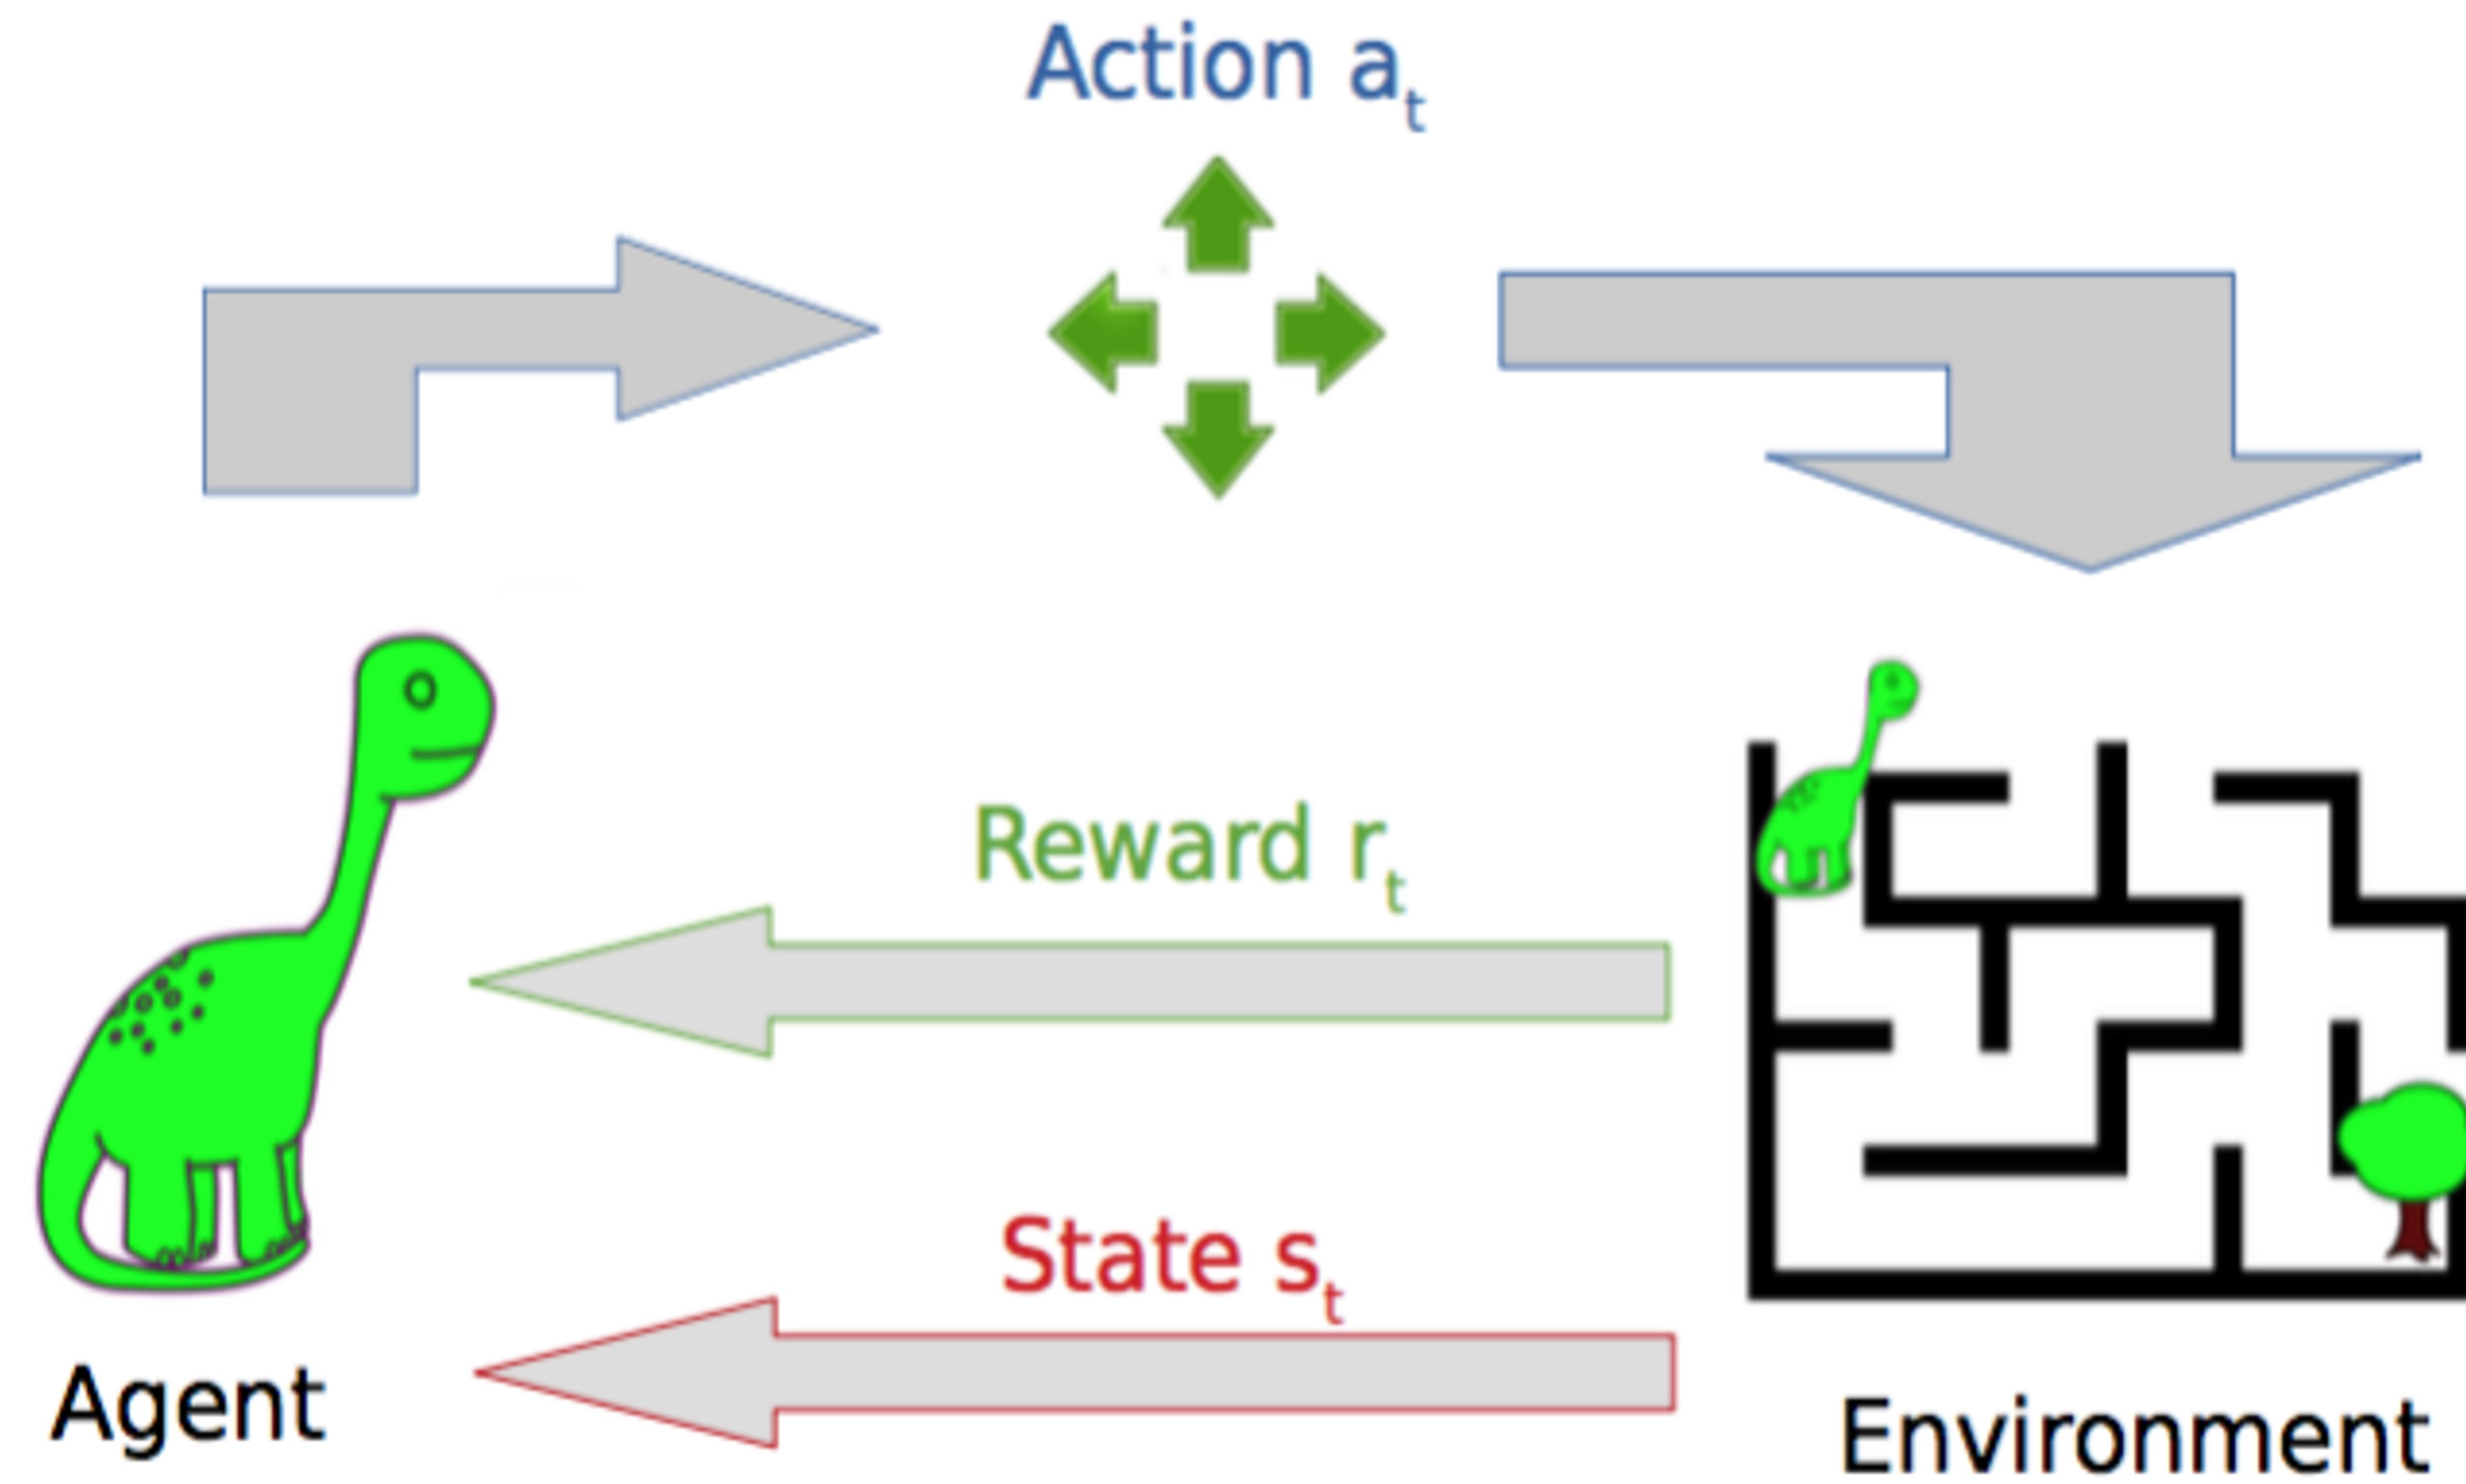 Action a_t
Reward r_t
State s_t
Agent
Environment